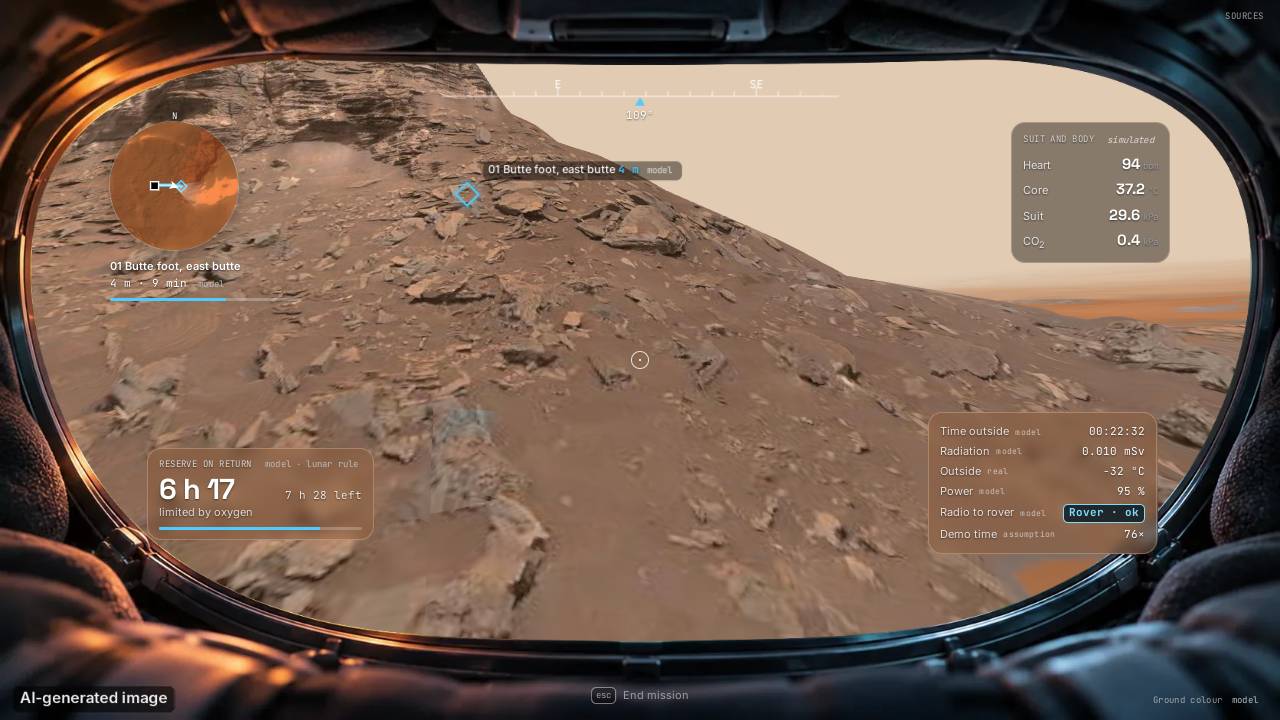 SOURCES
E SE
109°
N
01 Butte foot, east butte 4 m model
SUIT AND BODY simulated
Heart 94 bpm
Core 37.2 °C
Suit 29.6 kPa
CO2 0.4 kPa
01 Butte foot, east butte
4 m · 9 min model
RESERVE ON RETURN model · lunar rule
6 h 17 7 h 28 left
limited by oxygen
Time outside model 00:22:32
Radiation model 0.010 mSv
Outside real -32 °C
Power model 95 %
Radio to rover model Rover · ok
Demo time assumption 76×
AI-generated image
esc End mission
Ground colour model